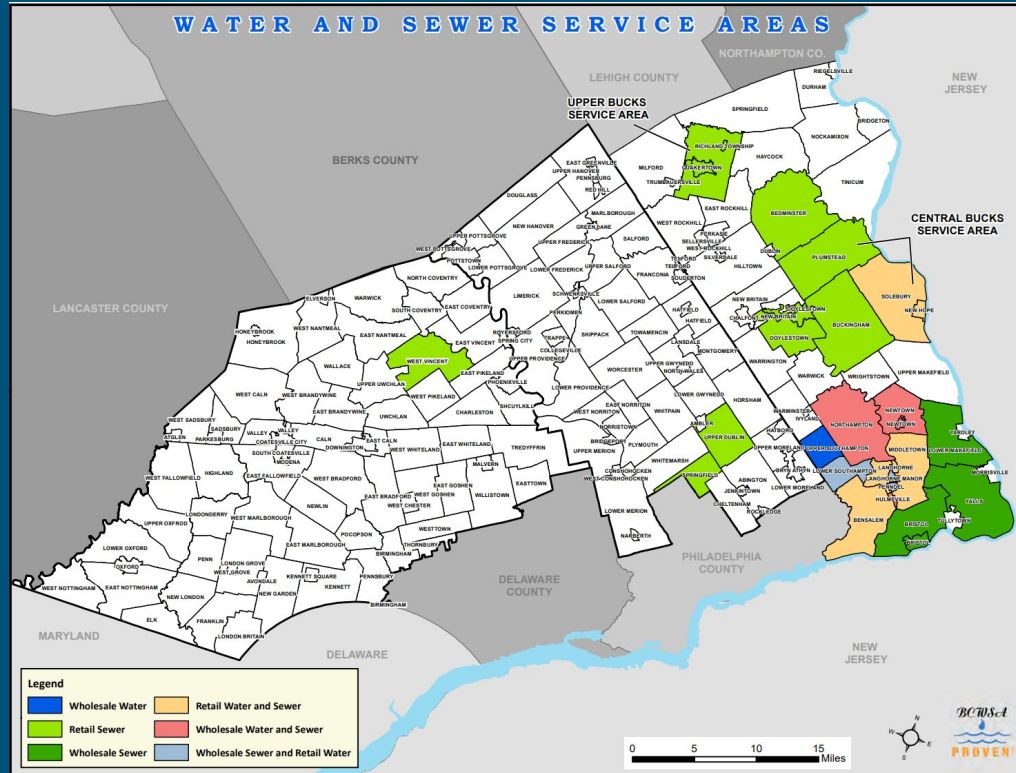 WATER AND SEWER SERVICE AREAS
NORTHAMPTON CO.
LEHIGH COUNTY
NEW
JERSEY
BERKS COUNTY
LANCASTER COUNTY
UPPER BUCKS
SERVICE AREA
CENTRAL BUCKS
SERVICE AREA
RIEGELSVILLE
DURHAM
SPRINGFIELD
BRIDGETON
NOCKAMIXON
RICHLAND TOWNSHIP
HAYCOCK
QUAKERTOWN
MILFORD
TINICUM
TRUMBAUERSVILLE
EAST GREENVILLE
UPPER HANOVER
PENNSBURG
RED HILL
DOUGLASS
MARLBOROUGH
EAST ROCKHILL
BEDMINSTER
NEW HANOVER
GREEN LANE
WEST ROCKHILL
UPPER POTTSGROVE
PERKASIE
SELLERSVILLE
WEST ROCKHILL
SILVERDALE
DUBLIN
PLUMSTEAD
WEST POTTSGROVE
POTTSTOWN
LOWER POTTSGROVE
UPPER FREDERICK
SALFORD
TELFORD
TELFORD
SOUDERTON
HILLTOWN
LOWER FREDERICK
UPPER SALFORD
FRANCONIA
NORTH COVENTRY
SOLEBURY
NEW HOPE
ELVERSON
WARWICK
SOUTH COVENTRY
EAST COVENTRY
LIMERICK
SCHWENKSVILLE
LOWER SALFORD
NEW BRITAIN
CHALFONT
NEW BRITAIN
DOYLESTOWN
DOYLESTOWN
BUCKINGHAM
PERKIOMEN
HATFIELD
HATFIELD
HONEYBROOK
HONEYBROOK
WEST NANTMEAL
EAST NANTMEAL
EAST VINCENT
ROYERSFORD
SPRING CITY
TRAPPE
COLLEGEVILLE
SKIPPACK
TOWAMENCIN
LANSDALE
MONTGOMERY
WARRINGTON
UPPER PROVIDENCE
WEST VINCENT
WALLACE
EAST PIKELAND
UPPER GWYNEDD
NORTH WALES
WORCESTER
WARWICK
WRIGHTSTOWN
UPPER MAKEFIELD
UPPER UWCHLAN
PHOENIXVILLE
LOWER PROVIDENCE
LOWER GWYNEDD
HORSHAM
WEST CALN
WEST BRANDYWINE
WEST PIKELAND
SHCUYLKILL
EAST NORRITON
WEST NORRITON
WHITPAIN
WARMINSTER
IVYLAND
NORTHAMPTON
NEWTOWN
NEWTOWN
EAST BRANDYWINE
UWCHLAN
CHARLESTON
NORRISTOWN
AMBLER
HATBORO
YARDLEY
WEST SADSBURY
ATGLEN
SADSBURY
PARKESBURG
VALLEY
VALLEY
COATESVILLE CITY
CALN
DOWNINGTON
EAST CALN
WEST WHITELAND
EAST WHITELAND
TREDYFFRIN
BRIDGEPORT
PLYMOUTH
UPPER MERION
UPPER DUBLIN
UPPER MORELAND
UPPER SOUTHAMPTON
MIDDLETOWN
LOWER MAKEFIELD
SOUTH COATESVILLE
MODENA
MALVERN
CONSHOHOCKEN
WEST CONSHOHOCKEN
WHITEMARSH
BRYN ATHYN
LOWER SOUTHAMPTON
LANGHORNE
LANGHORNE MANOR
PENNDEL
HULMEVILLE
MORRISVILLE
HIGHLAND
WEST FALLOWFIELD
EAST FALLOWFIELD
WEST BRADFORD
EAST GOSHEN
WEST GOSHEN
EAST BRADFORD
WEST CHESTER
WILLISTOWN
EASTTOWN
SPRINGFIELD
ABINGTON
JENKINTOWN
LOWER MORELAND
CHELTENHAM
ROCKLEDGE
FALLS
LOWER MERION
LONDONDERRY
NEWLIN
UPPER OXFROD
WEST MARLBOROUGH
WESTTOWN
THORNBURY
POCOPSON
BENSALEM
BRISTOL
TULLYTOWN
BRISTOL
NARBERTH
LOWER OXFORD
OXFORD
PENN
LONDON GROVE
WEST GROVE
EAST MARLBOROUGH
BIRMINGHAM
AVONDALE
KENNETT SQUARE
KENNETT
PENNSBURY
WEST NOTTINGHAM
EAST NOTTINGHAM
NEW LONDON
NEW GARDEN
BIRMINGHAM
ELK
FRANKLIN
LONDON BRITAIN
PHILADELPHIA
COUNTY
DELAWARE
COUNTY
MARYLAND
DELAWARE
NEW
JERSEY
Legend
Wholesale Water
Retail Water and Sewer
Retail Sewer
Wholesale Water and Sewer
Wholesale Sewer
Wholesale Sewer and Retail Water
0 5 10 15
Miles
N
W E
S
BCWSA
PROVEN